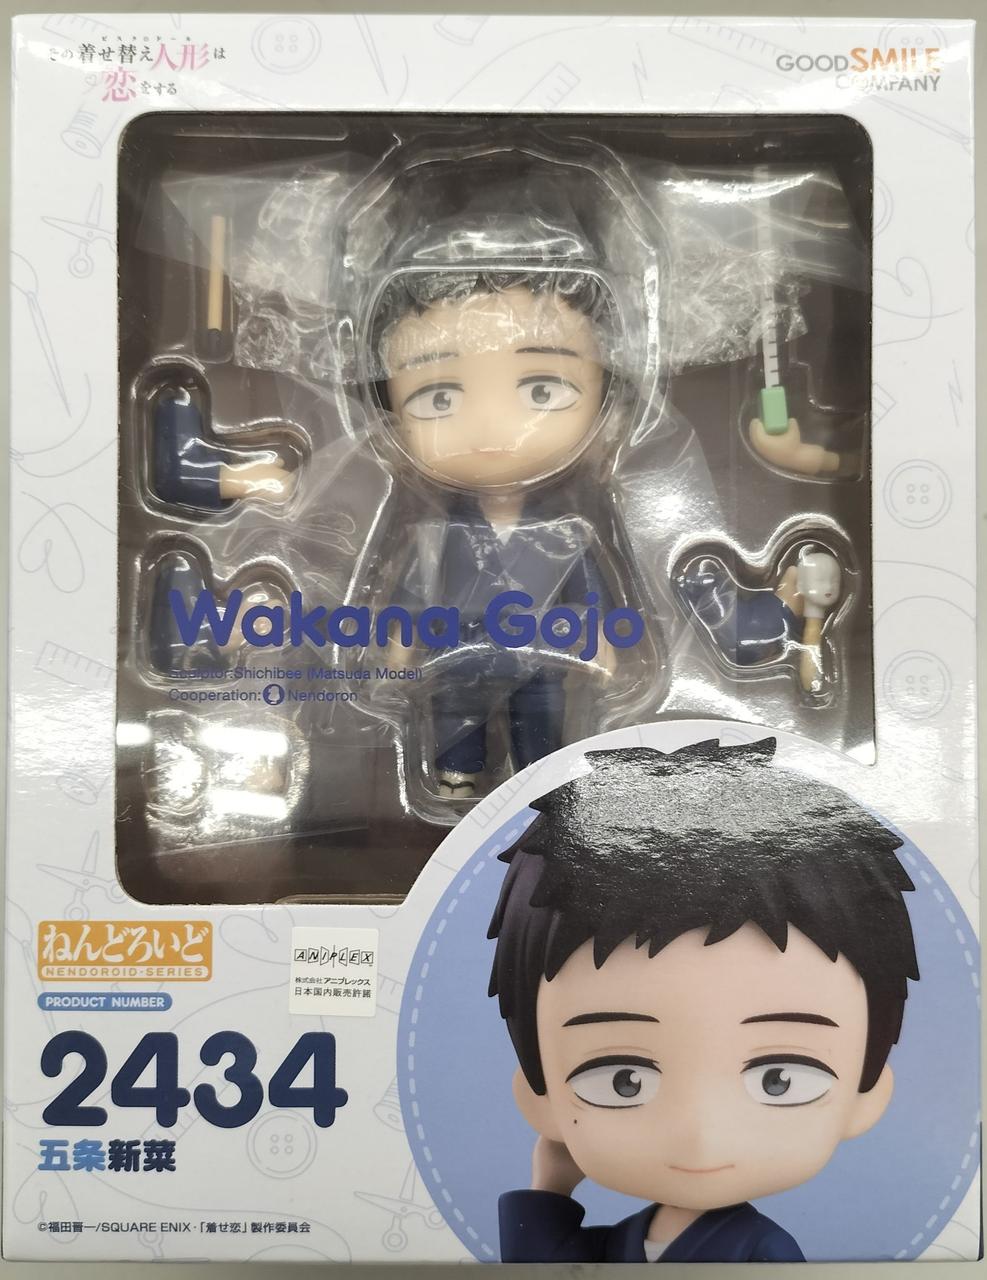 ビスク・ドール
その着せ替え人形は
恋をする
GOODSMILE
COMPANY
Wakana Gojo
Sculptor:Shichibee (Matsuda Model)
Cooperation: Nendoron
ねんどろいど
NENDOROID-SERIES
PRODUCT NUMBER
2434
五条新菜
ANIPLEX
株式会社アニプレックス
日本国内販売許諾
©福田晋一/SQUARE ENIX・「着せ恋」製作委員会